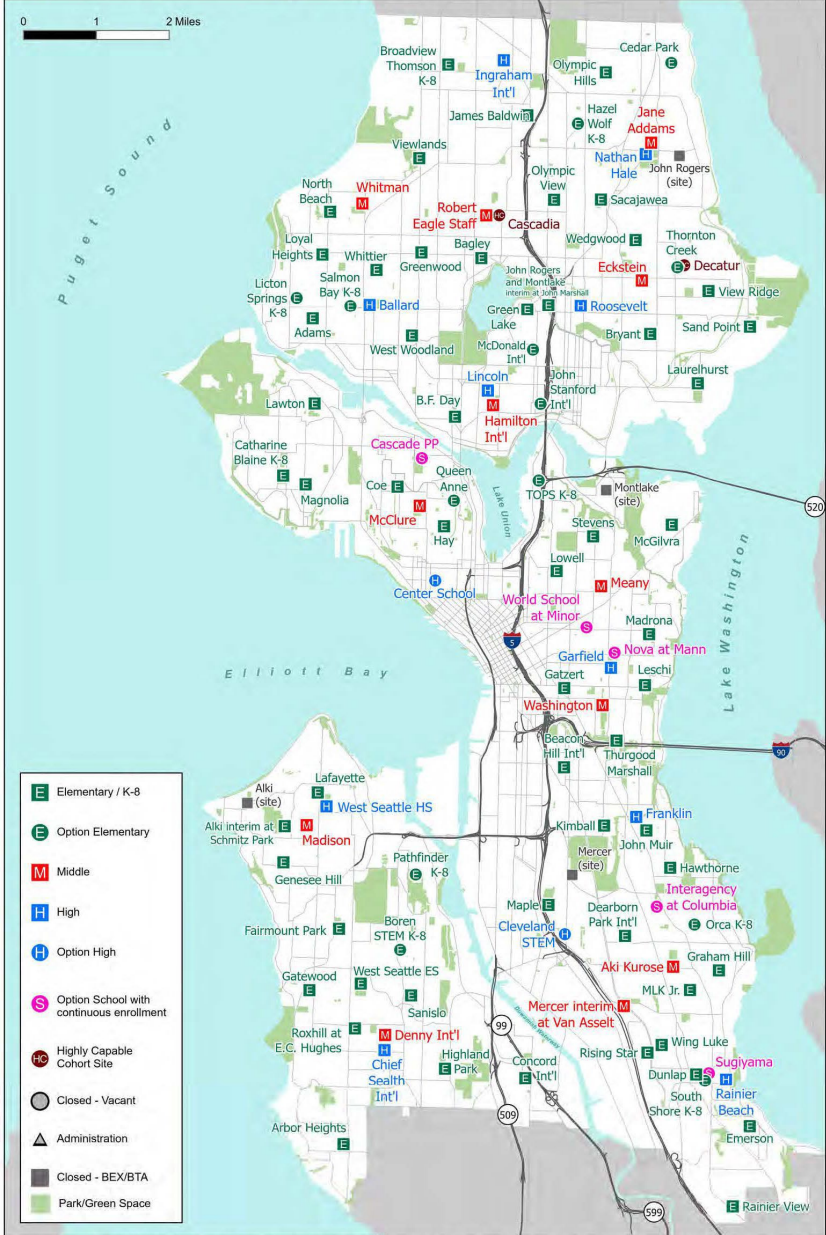 0 1 2 Miles
Broadview
Thomson
K-8
H
Ingraham
Int'l
Cedar Park
Olympic
Hills
James Baldwin
Hazel
Wolf
K-8
Jane
Addams
Nathan
Hale
John Rogers
(site)
Puget Sound
Viewlands
North
Beach
Whitman
Olympic
View
Robert
Eagle Staff
HC
Cascadia
Sacajawea
Wedgwood
Thornton
Creek
Decatur
Loyal
Heights
Whittier
Greenwood
Bagley
Eckstein
View Ridge
Licton
Springs
K-8
Salmon
Bay K-8
Ballard
John Rogers
and Montlake
interim at John Marshall
Green
Lake
Roosevelt
Adams
West Woodland
McDonald
Int'l
Bryant
Sand Point
Laurelhurst
Lincoln
John
Stanford
Int'l
Lawton
B.F. Day
Hamilton
Int'l
Catharine
Blaine K-8
Cascade PP
Magnolia
Coe
Queen
Anne
McClure
Hay
Lake Union
TOPS K-8
Montlake
(site)
520
Stevens
McGilvra
Lowell
Meany
Center School
World School
at Minor
Madrona
Lake Washington
5
Nova at Mann
Garfield
Leschi
Gatzert
Elliott Bay
Washington
Beacon
Hill Int'l
Thurgood
Marshall
90
Alki
(site)
Lafayette
West Seattle HS
Alki interim at
Schmitz Park
Madison
Genesee Hill
Pathfinder
K-8
Kimball
Franklin
John Muir
Mercer
(site)
Hawthorne
Interagency
at Columbia
Maple
Dearborn
Park Int'l
Orca K-8
Fairmount Park
Boren
STEM K-8
Cleveland
STEM
Aki Kurose
Graham Hill
Gatewood
West Seattle ES
Sanislo
MLK Jr.
Mercer interim
at Van Asselt
Roxhill at
E.C. Hughes
Denny Int'l
Chief
Sealth
Int'l
99
Highland
Park
Concord
Int'l
Rising Star
Wing Luke
Sugiyama
Dunlap
South
Shore K-8
Rainier
Beach
509
Emerson
Arbor Heights
599
Rainier View
E Elementary / K-8
E Option Elementary
M Middle
H High
H Option High
S Option School with
continuous enrollment
HC Highly Capable
Cohort Site
Closed - Vacant
Administration
Closed - BEX/BTA
Park/Green Space